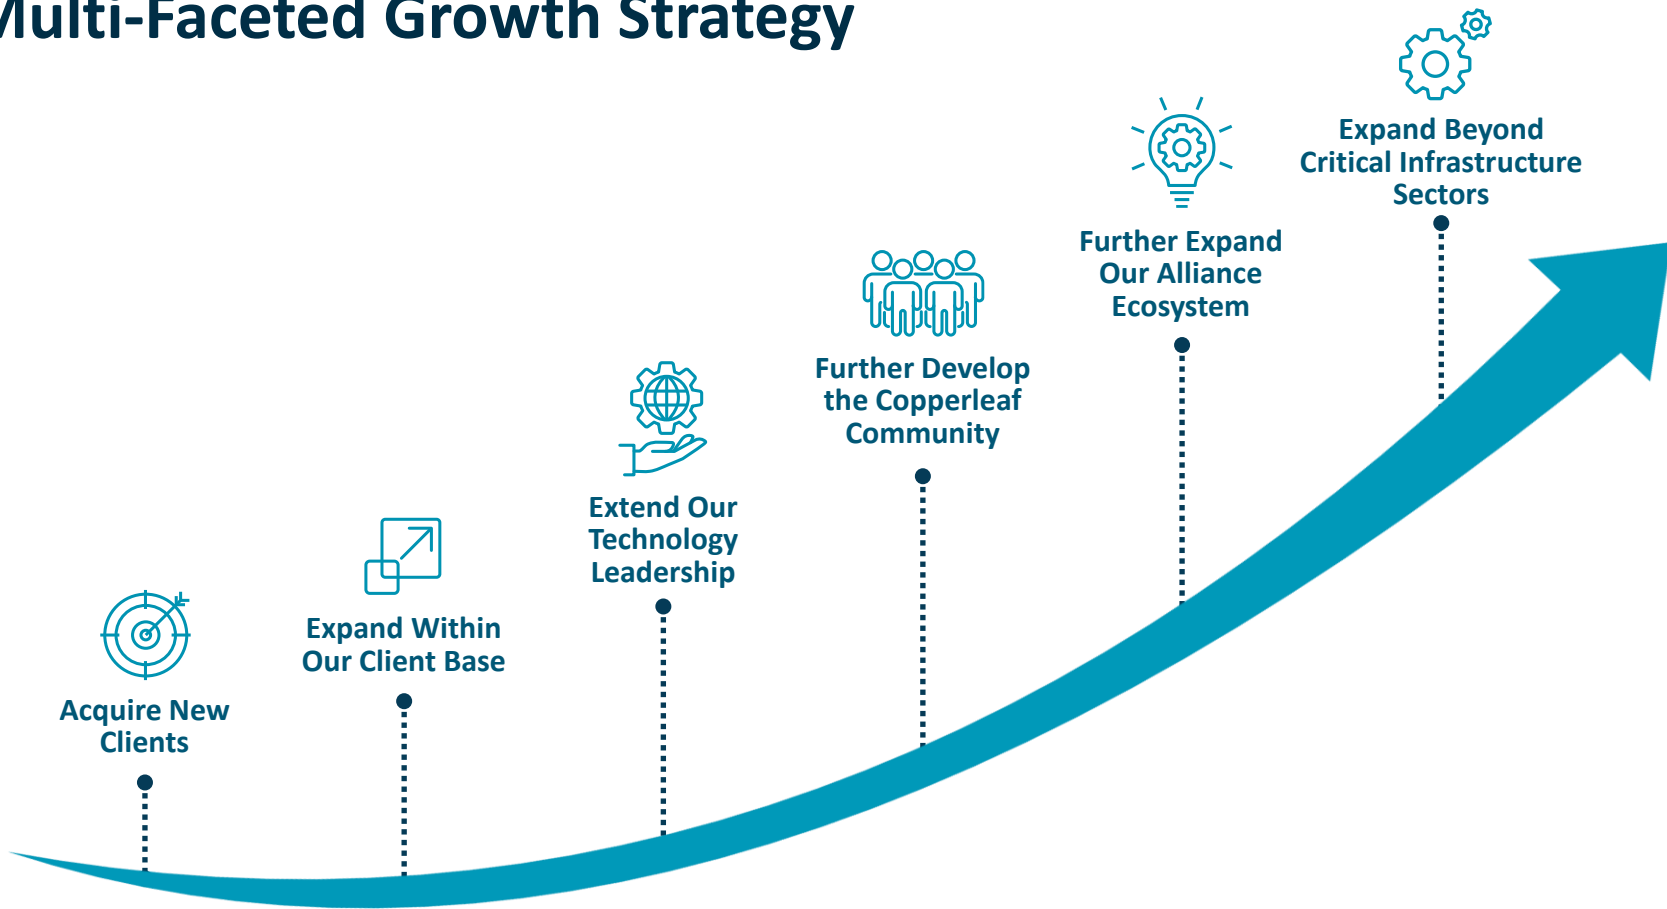 Multi-Faceted Growth Strategy
Acquire New
Clients
Expand Within
Our Client Base
Extend Our
Technology
Leadership
Further Develop
the Copperleaf
Community
Further Expand
Our Alliance
Ecosystem
Expand Beyond
Critical Infrastructure
Sectors